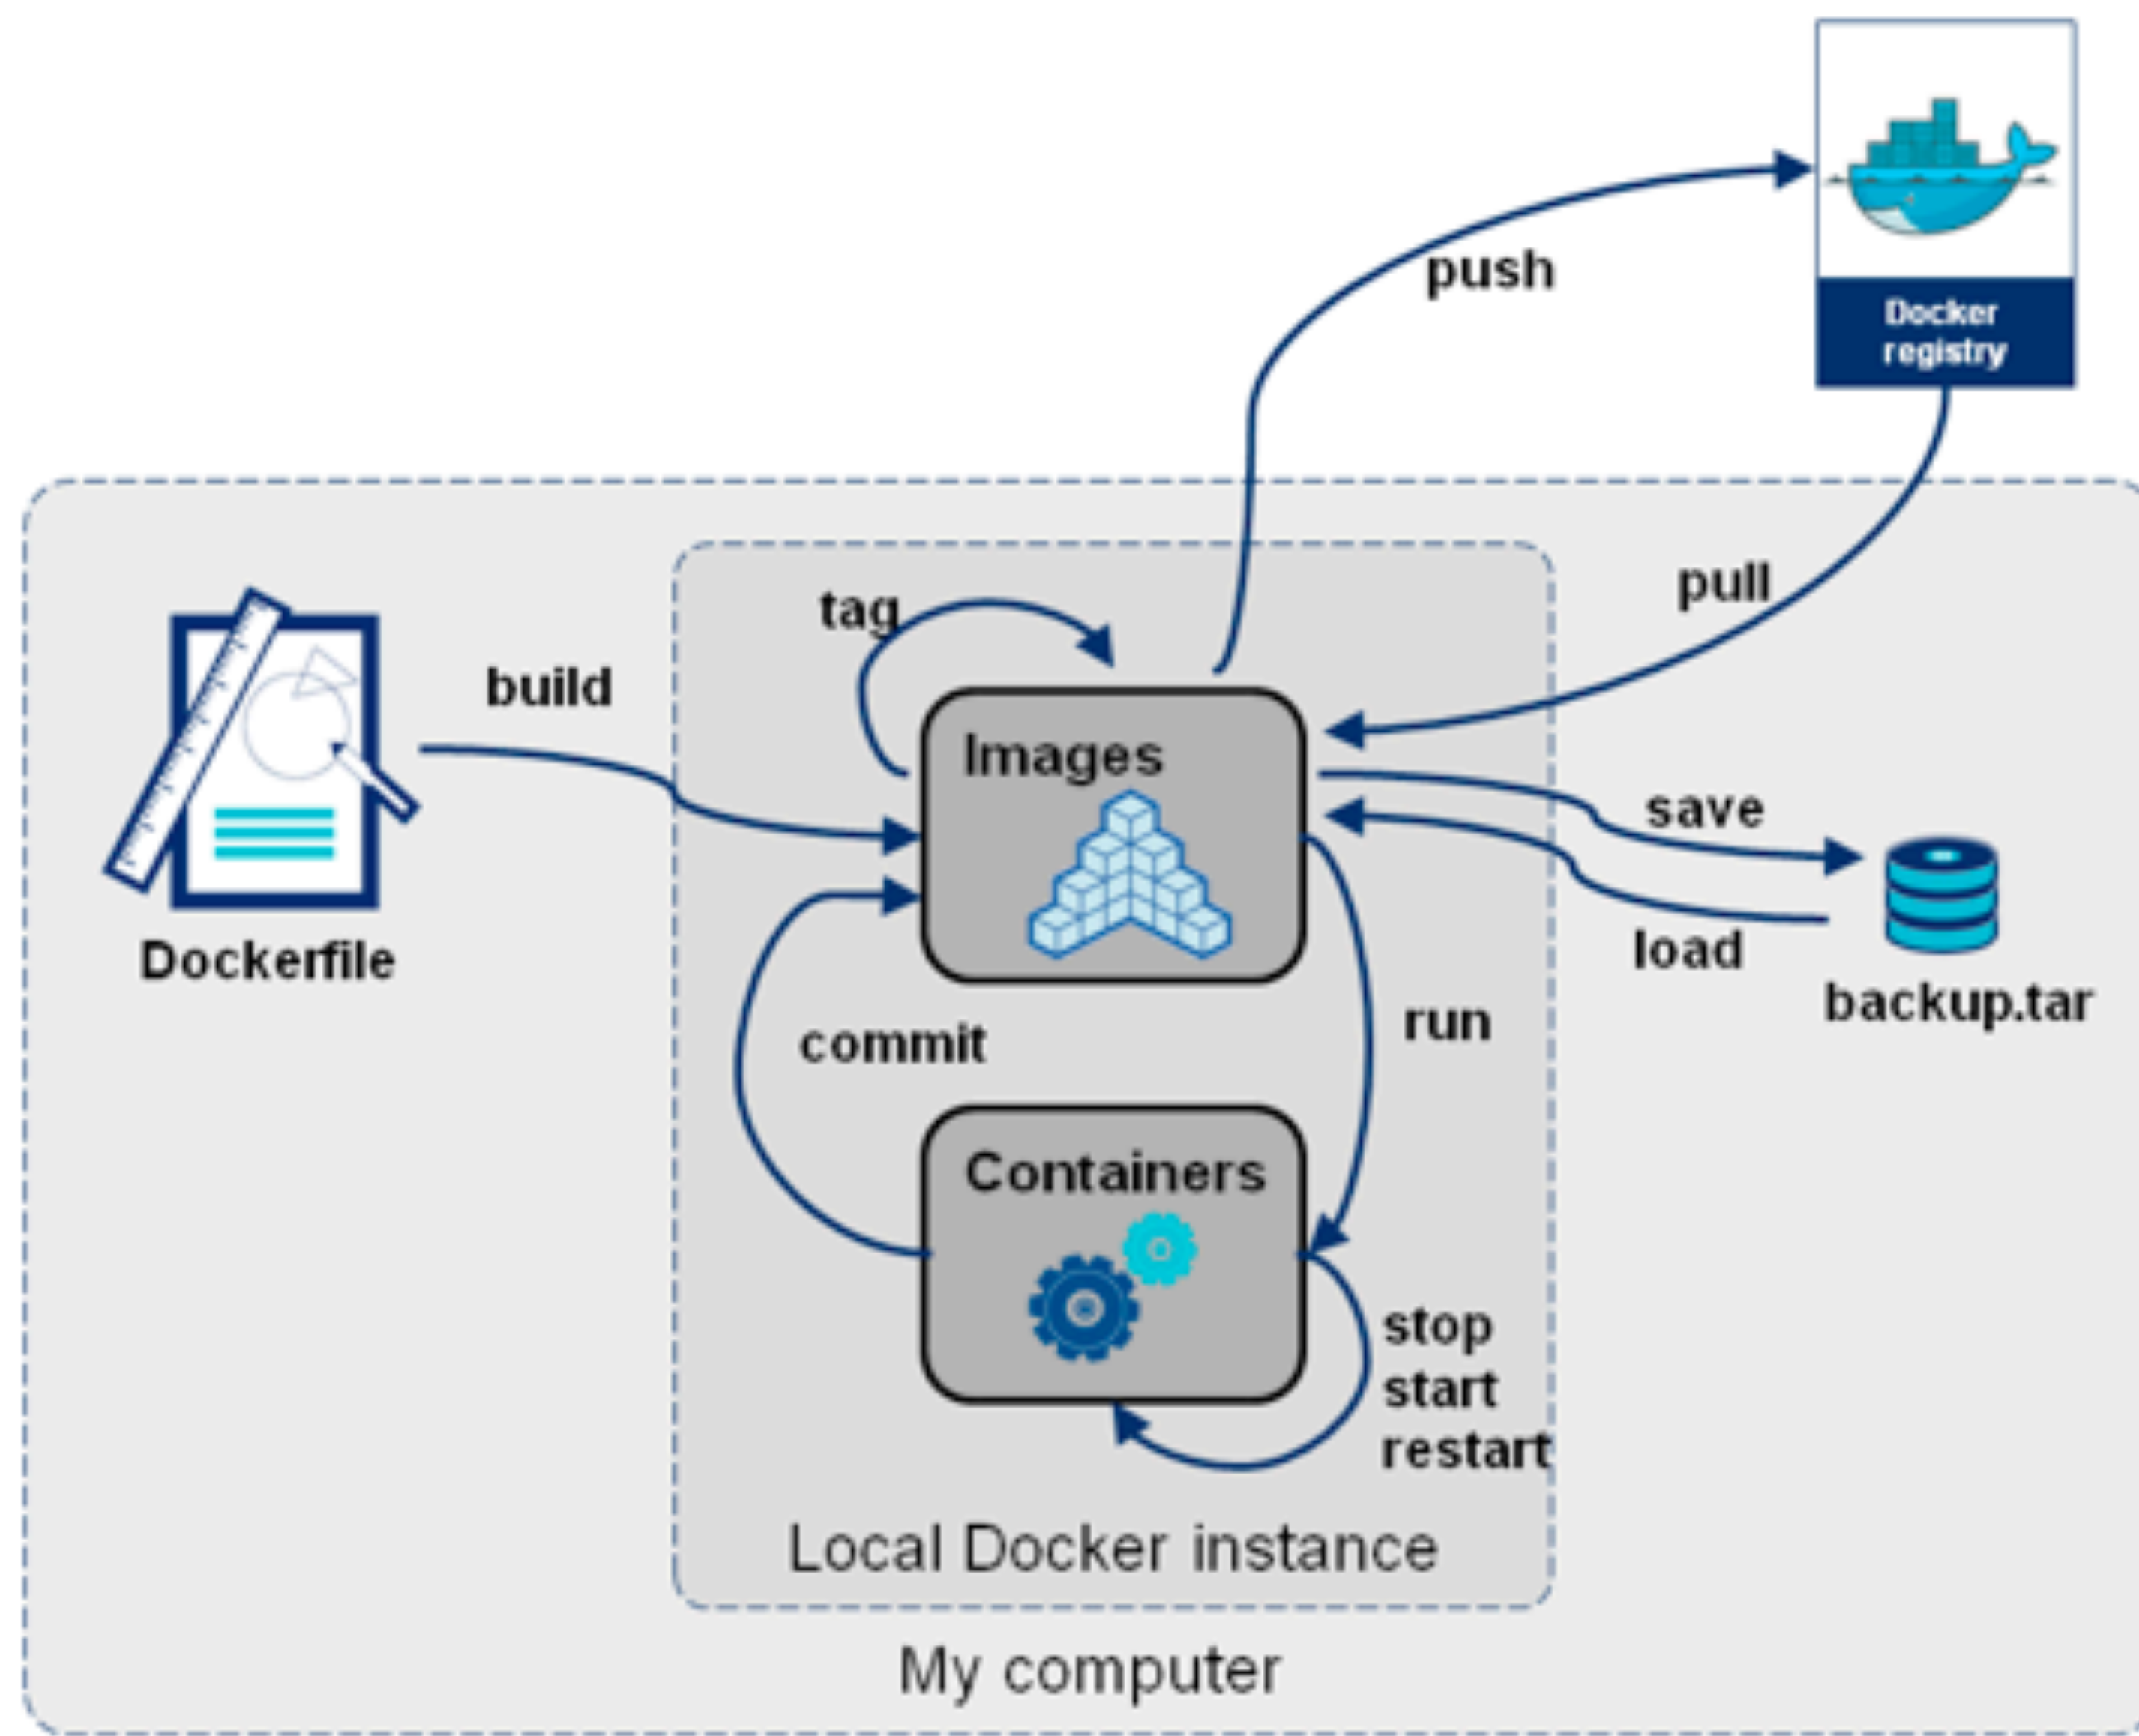 Docker
registry
push
pull
tag
build
Images
save
load
backup.tar
Dockerfile
commit
run
Containers
stop
start
restart
Local Docker instance
My computer